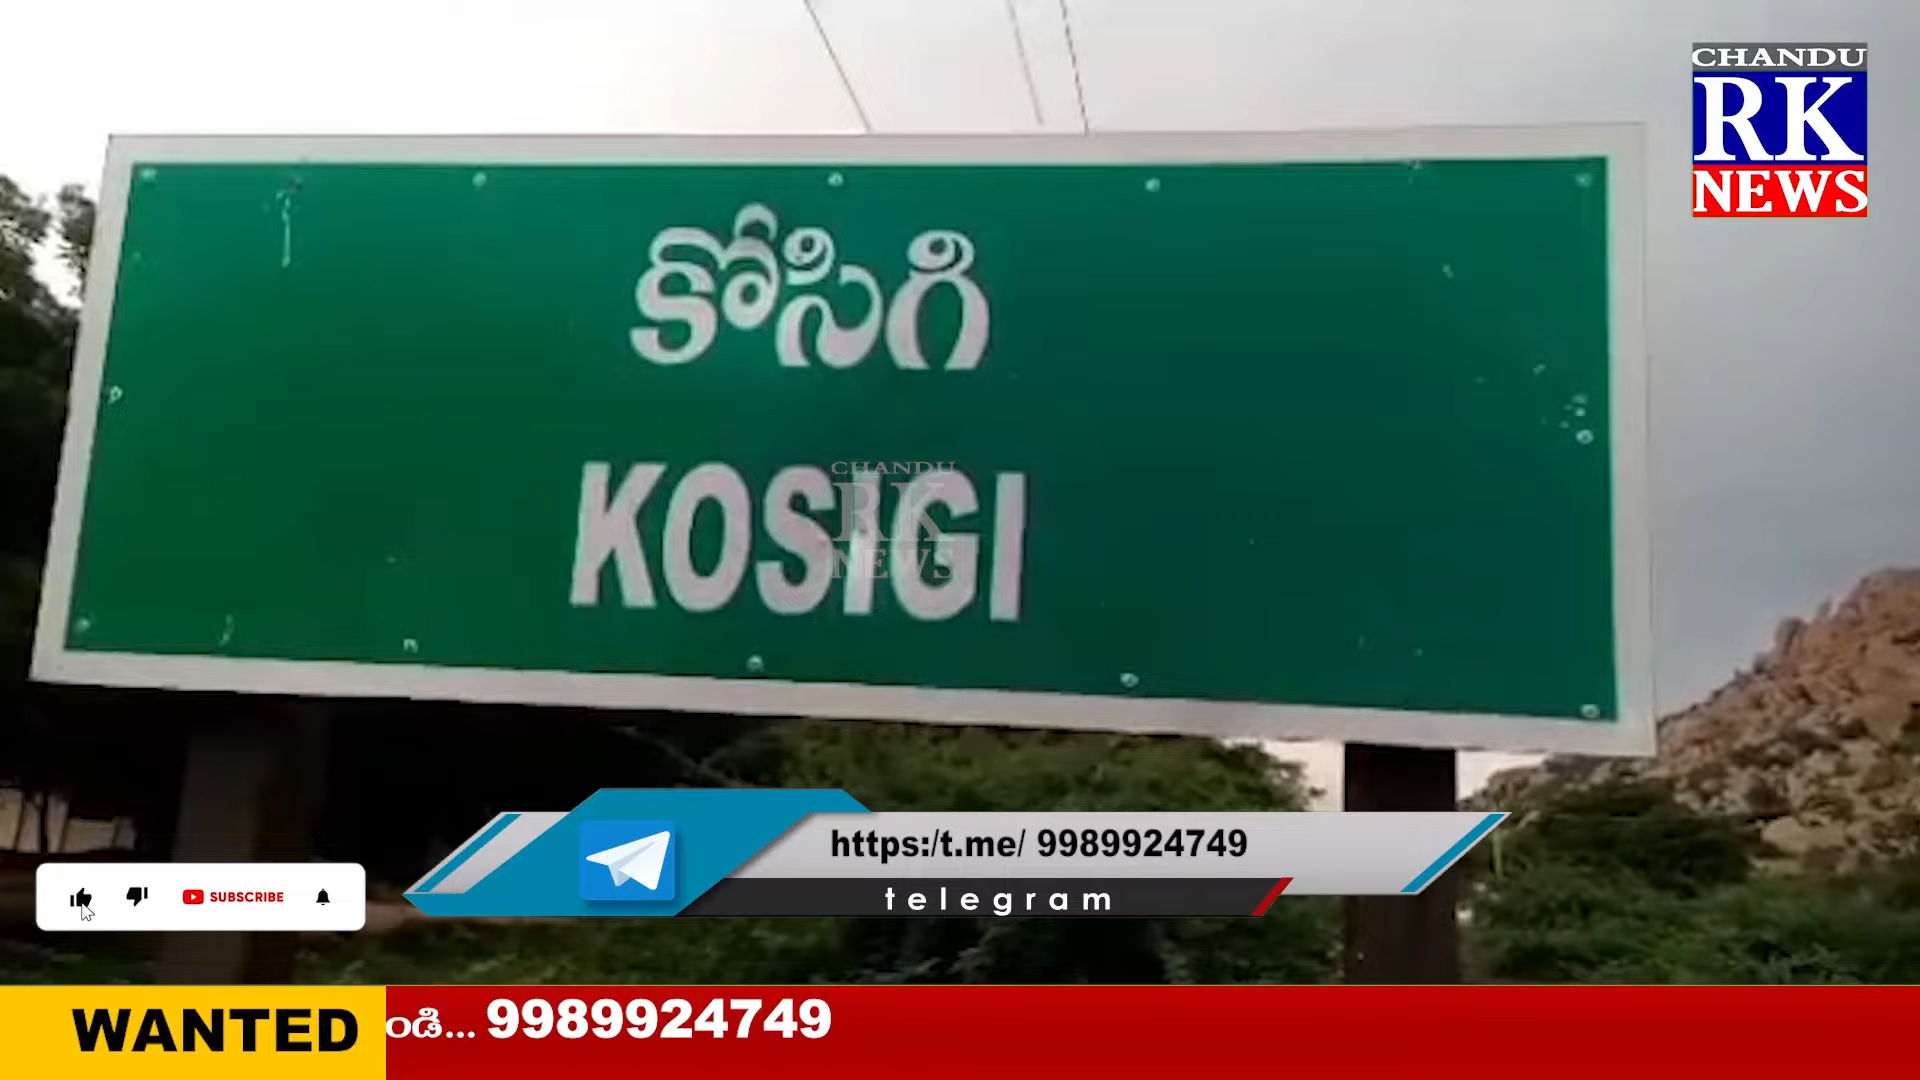 CHANDU
RK
NEWS
కోసిగి
KOSIGI
CHANDU
RK
NEWS
https:/t.me/ 9989924749
telegram
SUBSCRIBE
WANTED
ండి... 9989924749